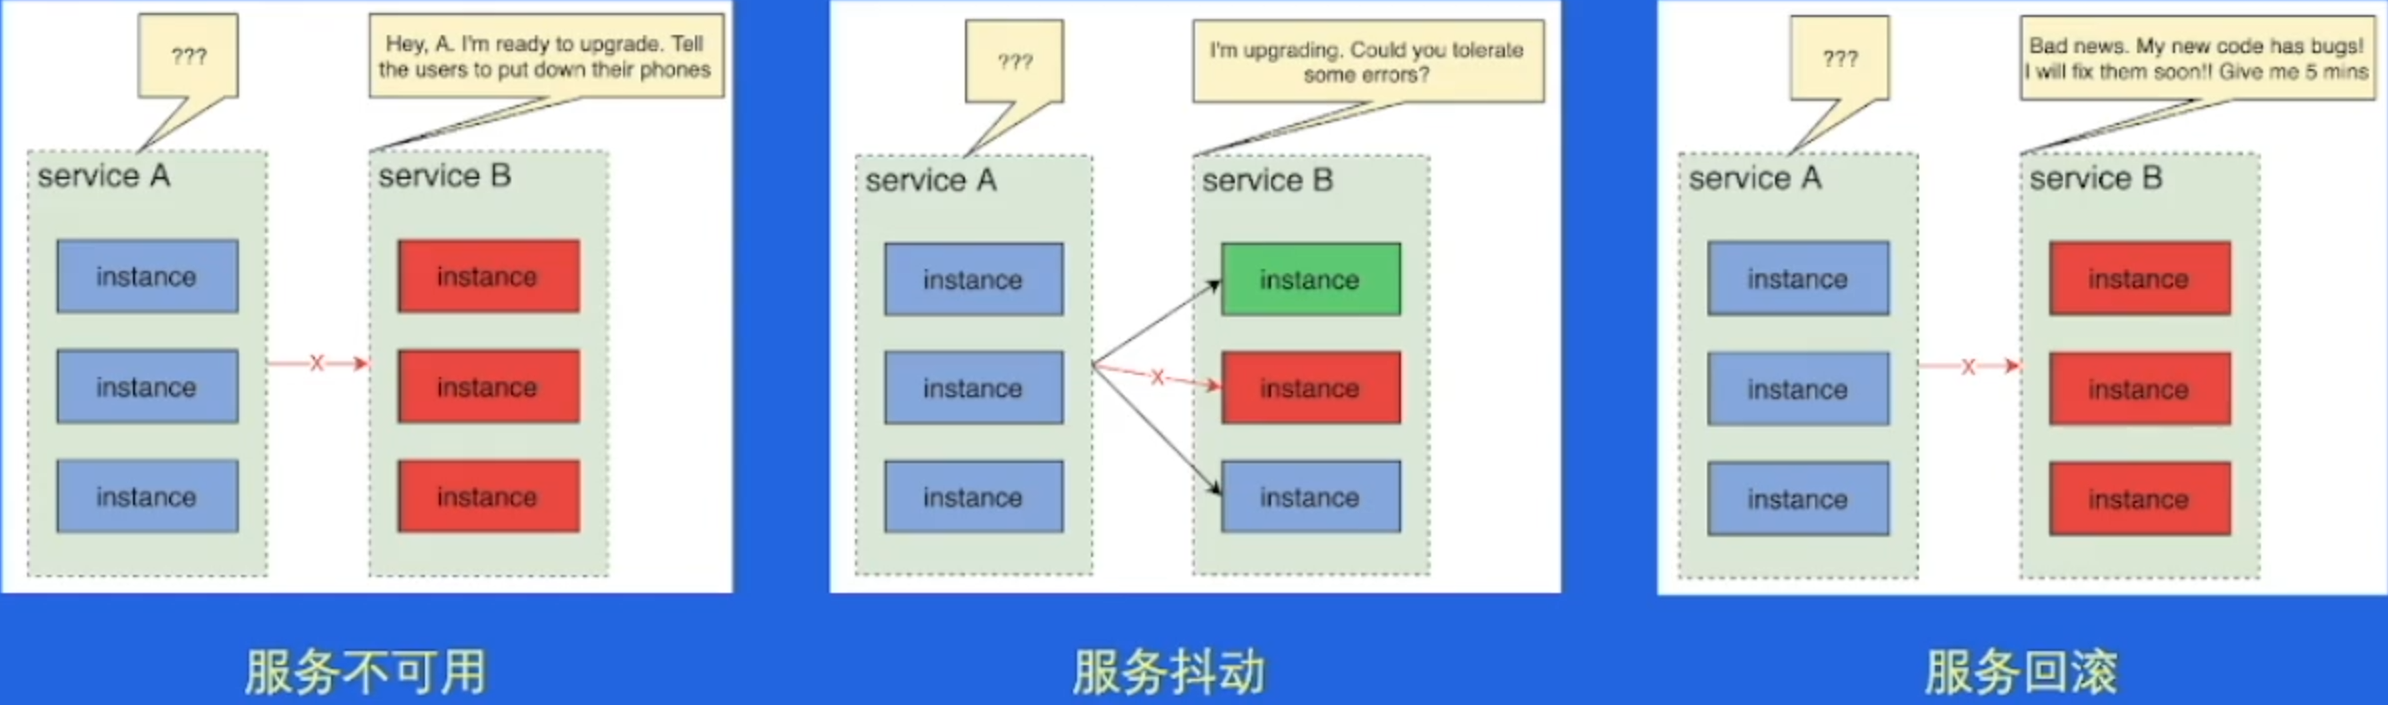 ???
Hey, A. I'm ready to upgrade. Tell
the users to put down their phones
service A
instance
instance
instance
X
service B
instance
instance
instance
服务不可用
???
I'm upgrading. Could you tolerate
some errors?
service A
instance
instance
instance
X
service B
instance
instance
instance
服务抖动
???
Bad news. My new code has bugs!
I will fix them soon!! Give me 5 mins
service A
instance
instance
instance
X
service B
instance
instance
instance
服务回滚